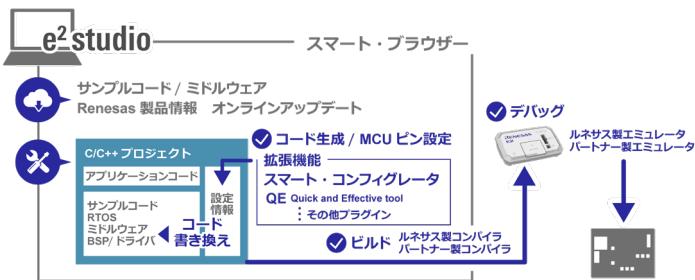 e² studio
スマート・ブラウザー
サンプルコード / ミドルウェア
Renesas 製品情報　オンラインアップデート
C/C++ プロジェクト
アプリケーションコード
サンプルコード
RTOS
ミドルウェア
BSP/ドライバ
設定
情報
コード
書き換え
コード生成 / MCU ピン設定
拡張機能
スマート・コンフィグレータ
QE Quick and Effective tool
⋮ その他プラグイン
ビルド
ルネサス製コンパイラ
パートナー製コンパイラ
デバッグ
RENESAS
ルネサス製エミュレータ
パートナー製エミュレータ